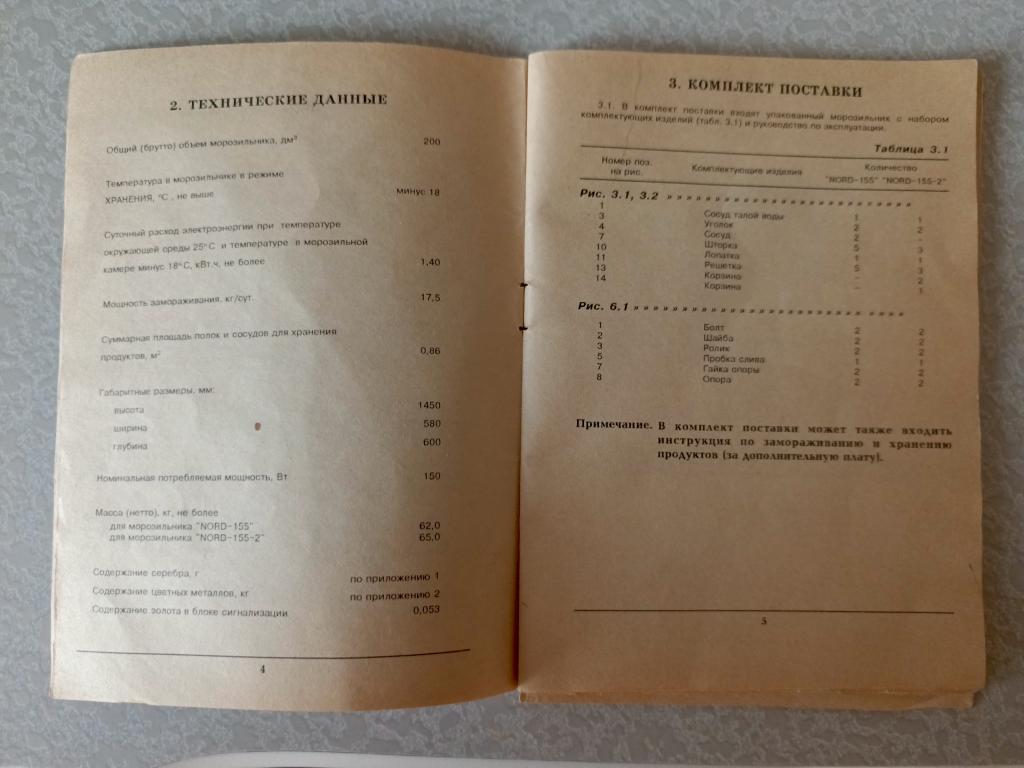 2. ТЕХНИЧЕСКИЕ ДАННЫЕ
Общий (брутто) объем морозильника, дм³ 200
Температура в морозильнике в режиме
ХРАНЕНИЯ, °С , не выше минус 18
Суточный расход электроэнергии при температуре
окружающей среды 25°С и температуре в морозильной
камере минус 18°С, кВт.ч, не более 1,40
Мощность замораживания, кг/сут. 17,5
Суммарная площадь полок и сосудов для хранения
продуктов, м² 0,86
Габаритные размеры, мм:
высота 1450
ширина 580
глубина 600
Номинальная потребляемая мощность, Вт 150
Масса (нетто), кг, не более
для морозильника "NORD-155" 62,0
для морозильника "NORD-155-2" 65,0
Содержание серебра, г по приложению 1
Содержание цветных металлов, кг по приложению 2
Содержание золота в блоке сигнализации 0,053
4
3. КОМПЛЕКТ ПОСТАВКИ
3.1. В комплект поставки входят упакованный морозильник с набором
комплектующих изделий (табл. 3.1) и руководство по эксплуатации.
Таблица 3.1
Номер поз. Комплектующие изделия Количество
на рис. "NORD-155" "NORD-155-2"
Рис. 3.1, 3.2 » » » » » » » » » » » » » » » » » » » » » » » » »
1
3 Сосуд талой воды 1 1
4 Уголок 2 2
7 Сосуд 2 -
10 Шторка 5 3
11 Лопатка 1 1
13 Решетка 5 3
14 Корзина - 2
Корзина - 1
Рис. 6.1 » » » » » » » » » » » » » » » » » » » » » » » » » »
1 Болт 2 2
2 Шайба 2 2
3 Ролик 2 2
5 Пробка слива 1 1
7 Гайка опоры 2 2
8 Опора 2 2
Примечание. В комплект поставки может также входить
инструкция по замораживанию и хранению
продуктов (за дополнительную плату).
5